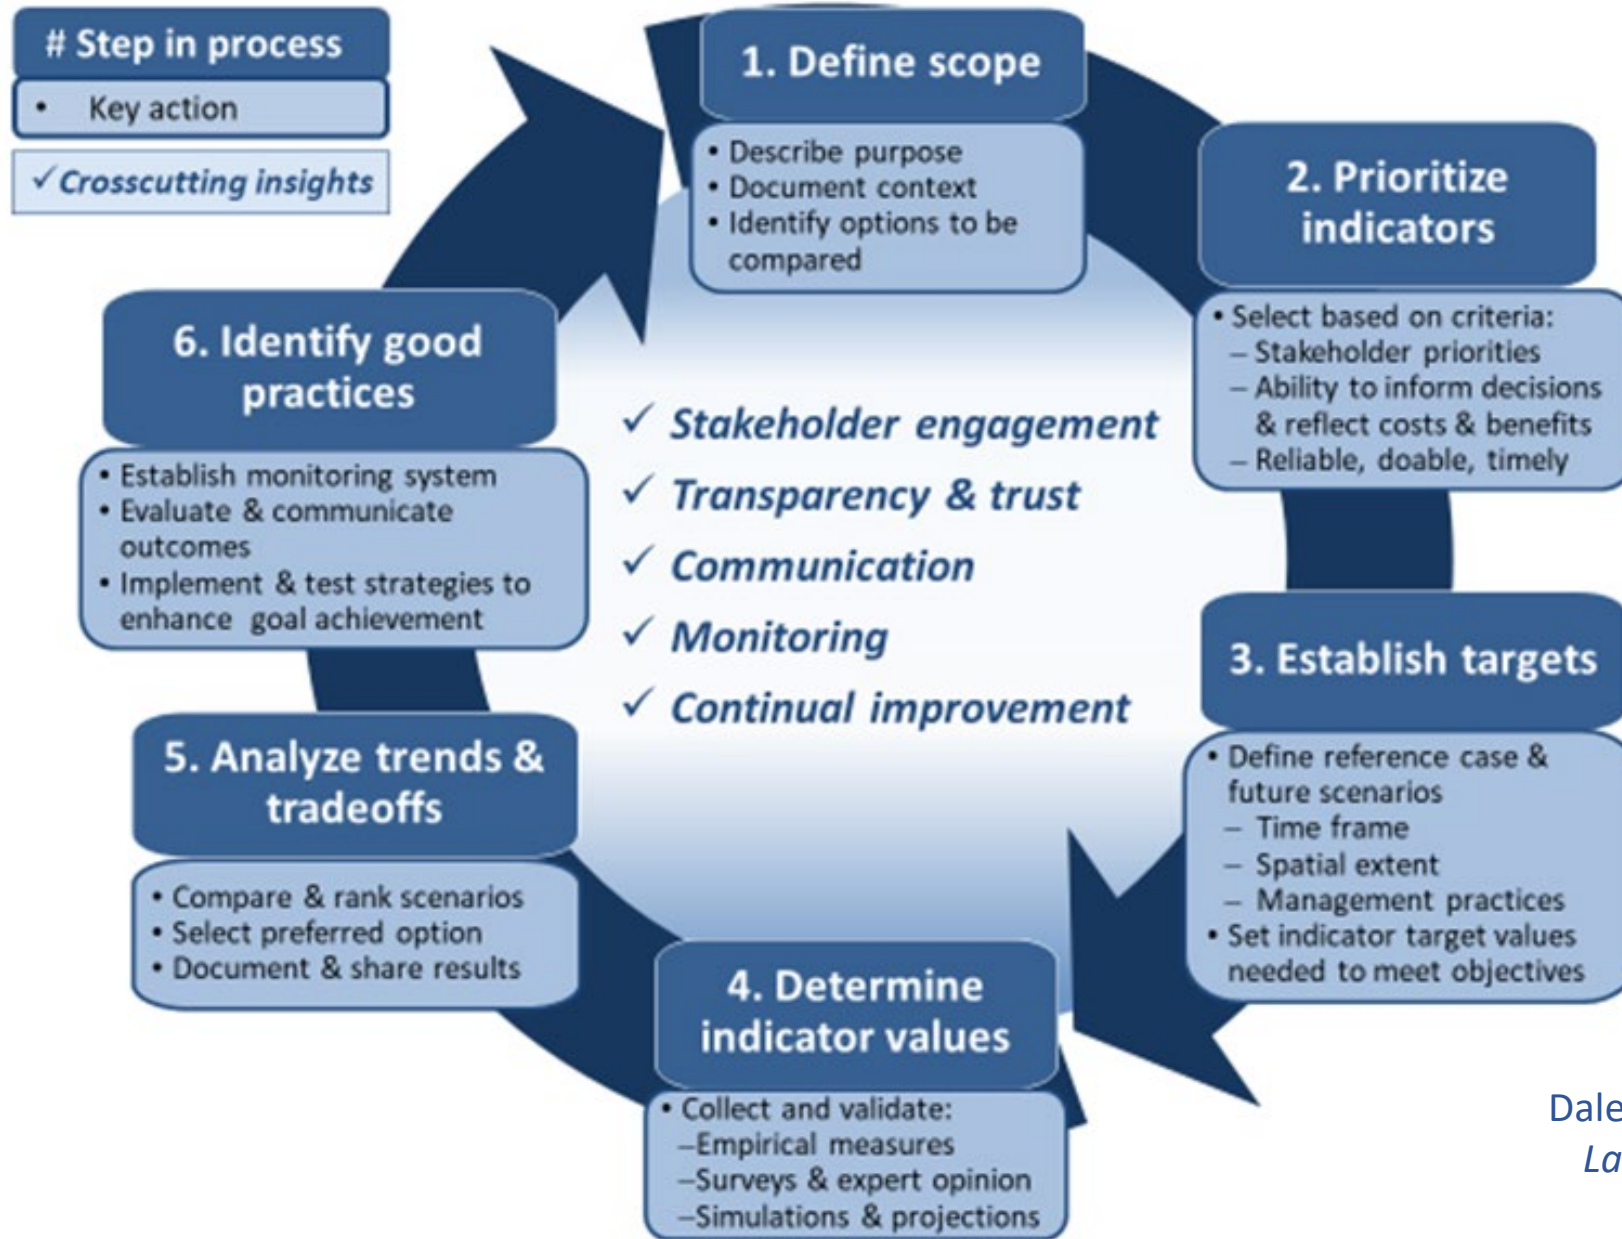 # Step in process
• Key action
✓Crosscutting insights
1. Define scope
• Describe purpose
• Document context
• Identify options to be
compared
2. Prioritize
indicators
• Select based on criteria:
– Stakeholder priorities
– Ability to inform decisions
& reflect costs & benefits
– Reliable, doable, timely
3. Establish targets
• Define reference case &
future scenarios
– Time frame
– Spatial extent
– Management practices
• Set indicator target values
needed to meet objectives
4. Determine
indicator values
• Collect and validate:
–Empirical measures
–Surveys & expert opinion
–Simulations & projections
5. Analyze trends &
tradeoffs
• Compare & rank scenarios
• Select preferred option
• Document & share results
6. Identify good
practices
• Establish monitoring system
• Evaluate & communicate
outcomes
• Implement & test strategies to
enhance goal achievement
✓ Stakeholder engagement
✓ Transparency & trust
✓ Communication
✓ Monitoring
✓ Continual improvement
Dale
La